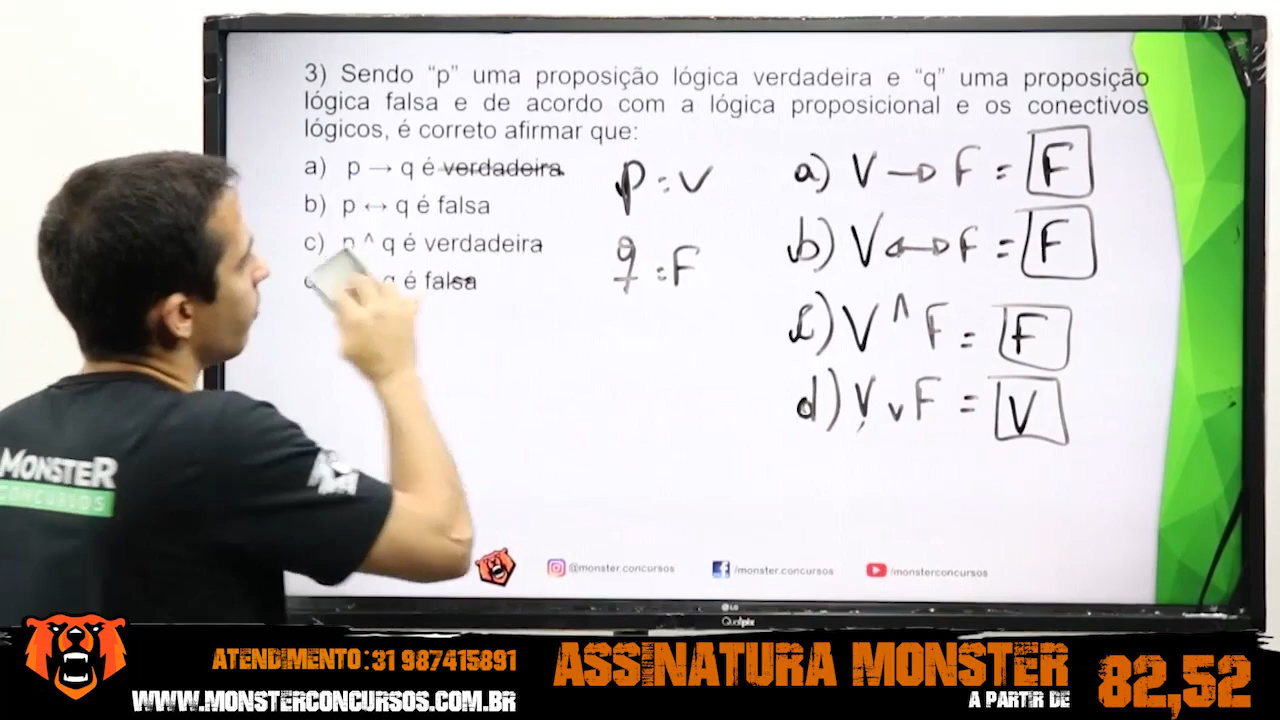 3) Sendo “p” uma proposição lógica verdadeira e “q” uma proposição
lógica falsa e de acordo com a lógica proposicional e os conectivos
lógicos, é correto afirmar que:
a) p → q é verdadeira
b) p ↔ q é falsa
c) p ^ q é verdadeira
q é falsa
p : V
q : F
a) V → F = F
b) V ↔ F = F
c) V ^ F = F
d) V v F = V
MONSTER
CONCURSOS
@monster.concursos
/monster.concursos
/monsterconcursos
LG
Qualipix
ATENDIMENTO:31 987415891
WWW.MONSTERCONCURSOS.COM.BR
ASSINATURA MONSTER
A PARTIR DE
82,52